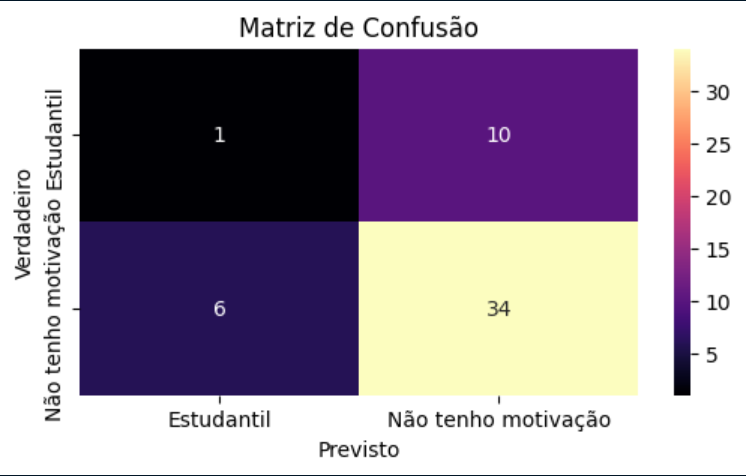 Matriz de Confusão
Verdadeiro
Estudantil
Não tenho motivação
1
10
6
34
Estudantil
Não tenho motivação
Previsto
30
25
20
15
10
5